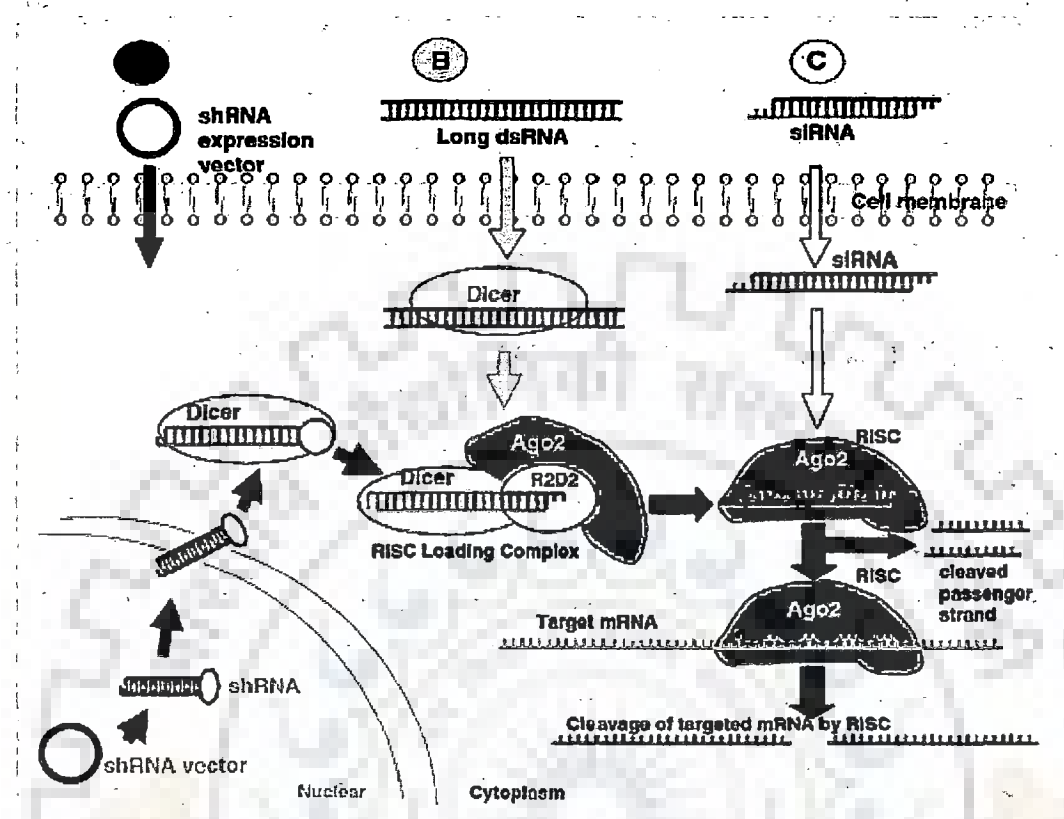 B
C
shRNA
expression
vector
Long dsRNA
siRNA
Cell membrane
siRNA
Dicer
Dicer
Ago2
Dicer
R2D2
RISC Loading Complex
RISC
Ago2
cleaved
passenger
strand
RISC
Ago2
Target mRNA
shRNA
Cleavage of targeted mRNA by RISC
shRNA vector
Nuclear
Cytoplasm